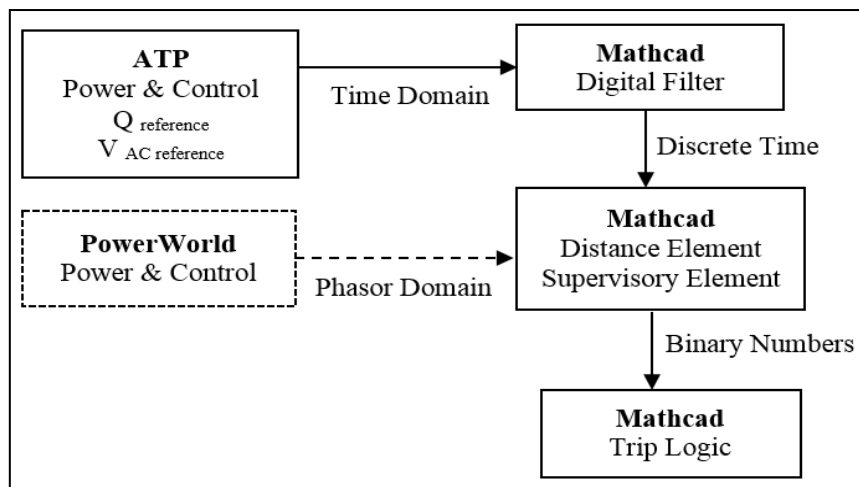 ATP
Power & Control
Q reference
V AC reference
Time Domain
Mathcad
Digital Filter
Discrete Time
PowerWorld
Power & Control
Phasor Domain
Mathcad
Distance Element
Supervisory Element
Binary Numbers
Mathcad
Trip Logic